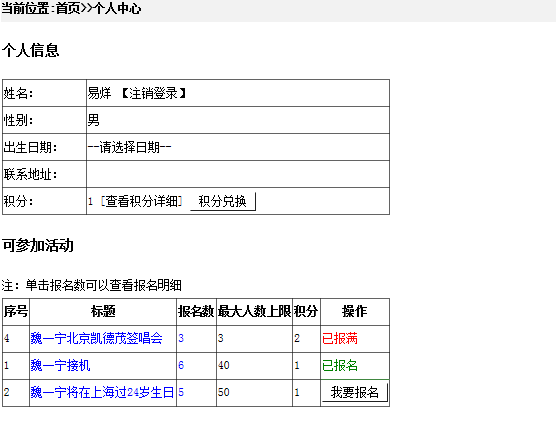 当前位置:首页>>个人中心
个人信息
姓名： 易烊 【注销登录】
性别： 男
出生日期： --请选择日期--
联系地址：
积分： 1 [查看积分详细] 积分兑换
可参加活动
注：单击报名数可以查看报名明细
序号 标题 报名数 最大人数上限 积分 操作
4 魏一宁北京凯德茂签唱会 3 3 2 已报满
1 魏一宁接机 6 40 1 已报名
2 魏一宁将在上海过24岁生日 5 50 1 我要报名